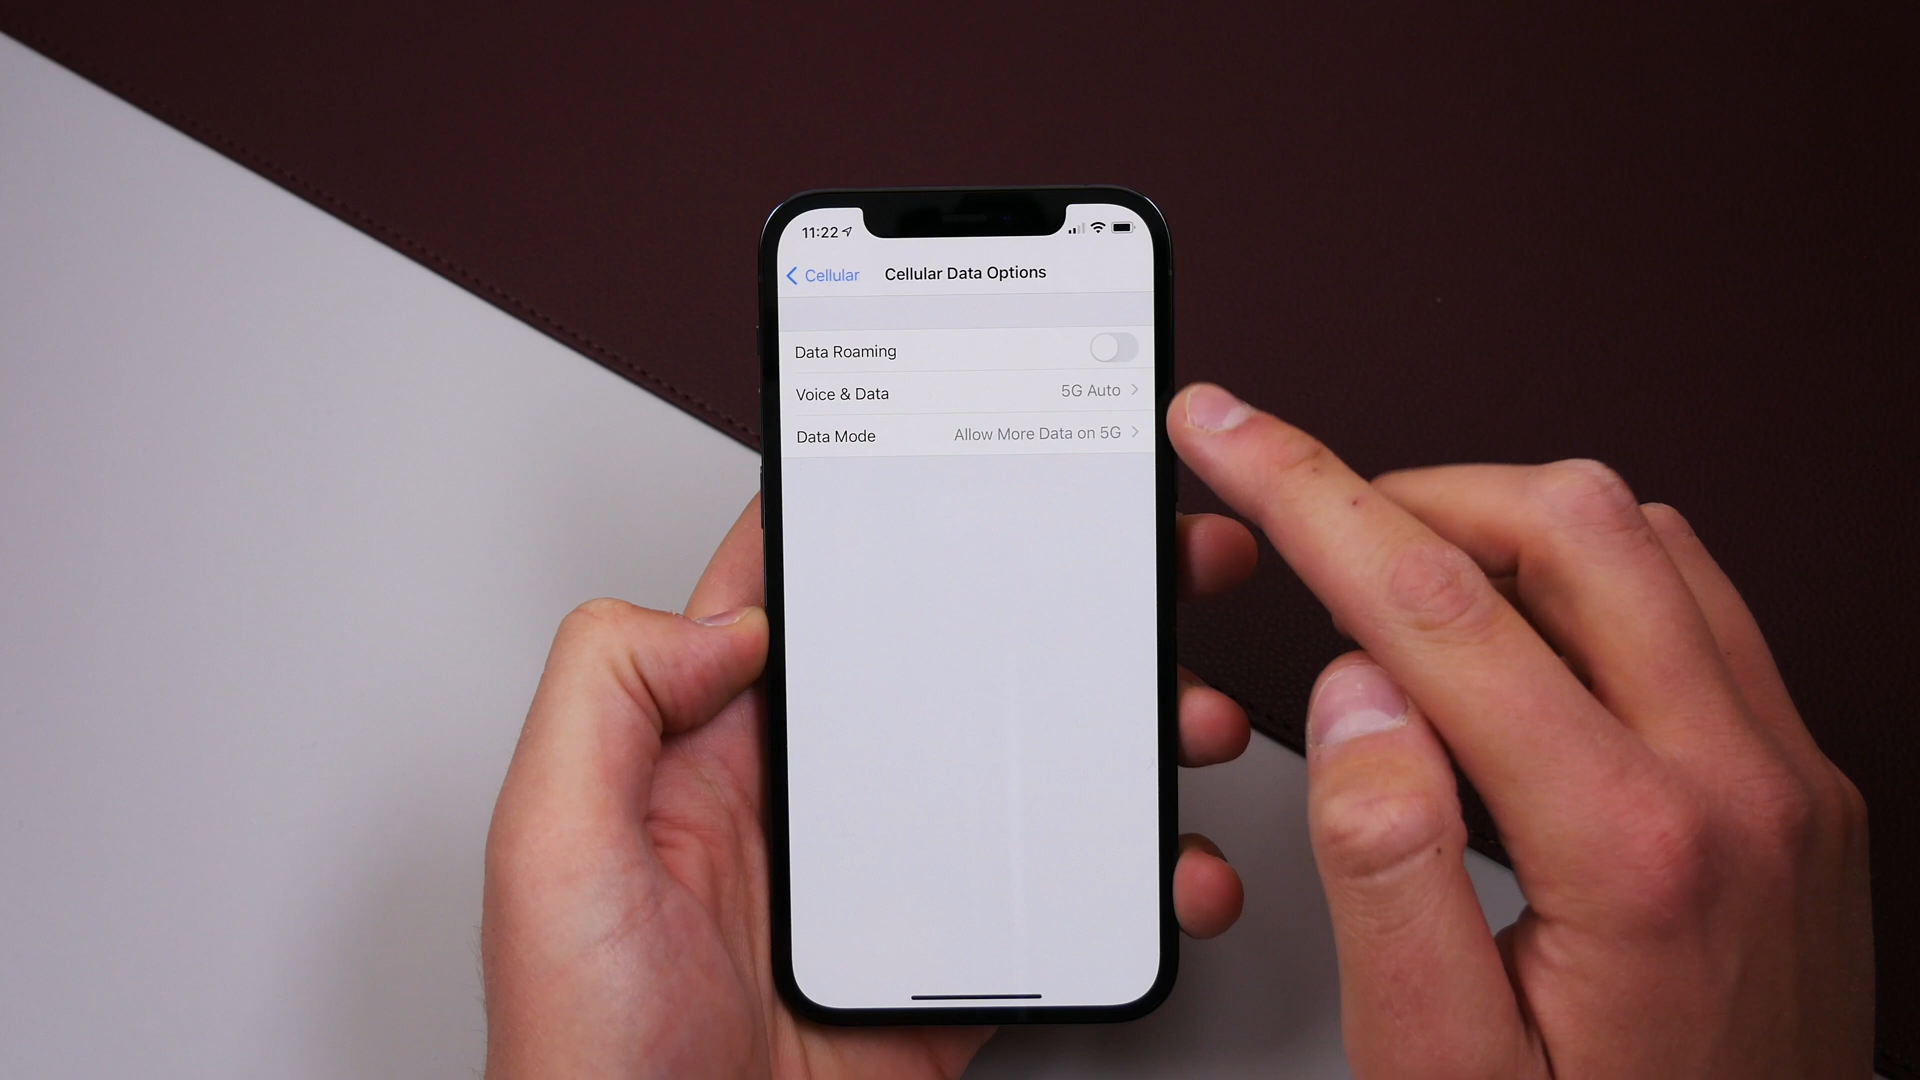 11:22
Cellular
Cellular Data Options
Data Roaming
Voice & Data 5G Auto
Data Mode Allow More Data on 5G